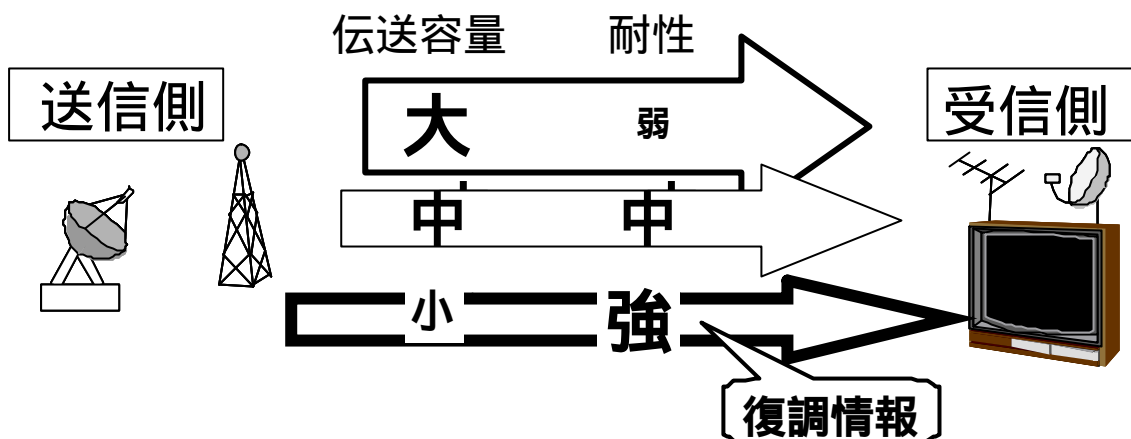 伝送容量 耐性
送信側
受信側
大 弱
中 中
小 強
復調情報